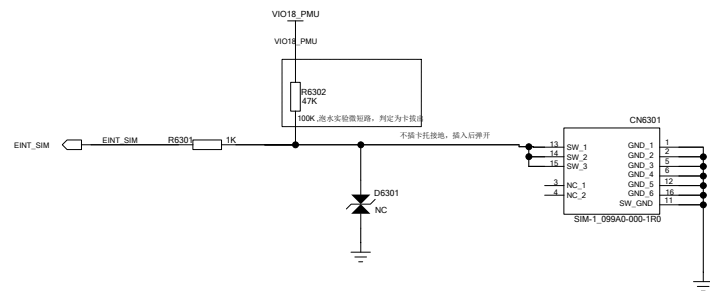 VIO18_PMU
VIO18_PMU
R6302
47K
100K ,泡水实验微短路，判定为卡拔出
CN6301
不插卡托接地，插入后弹开
EINT_SIM
EINT_SIM
R6301
1K
13 SW_1
14 SW_2
15 SW_3
3 NC_1
4 NC_2
GND_1 1
GND_2 2
GND_3 5
GND_4 6
GND_5 12
GND_6 16
SW_GND 11
SIM-1_099A0-000-1R0
D6301
NC